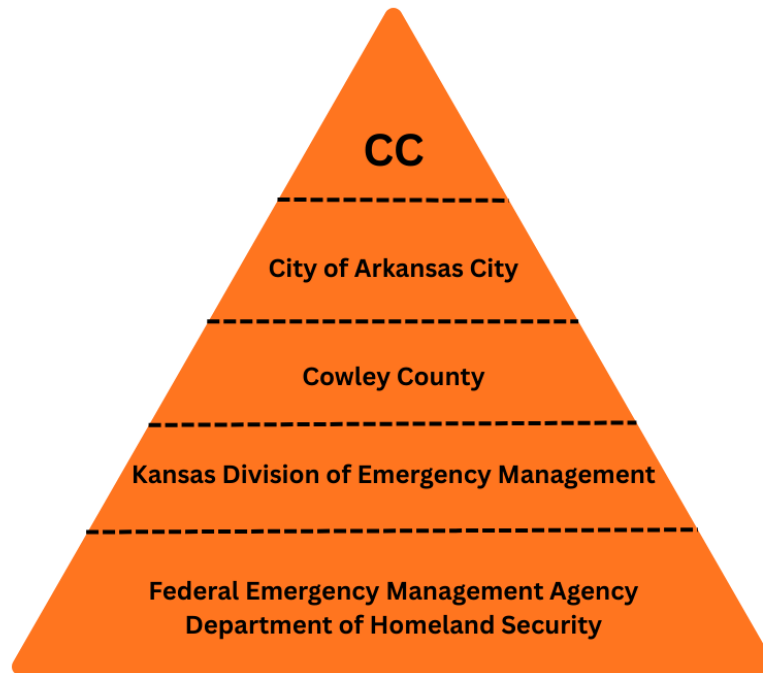 CC
City of Arkansas City
Cowley County
Kansas Division of Emergency Management
Federal Emergency Management Agency
Department of Homeland Security